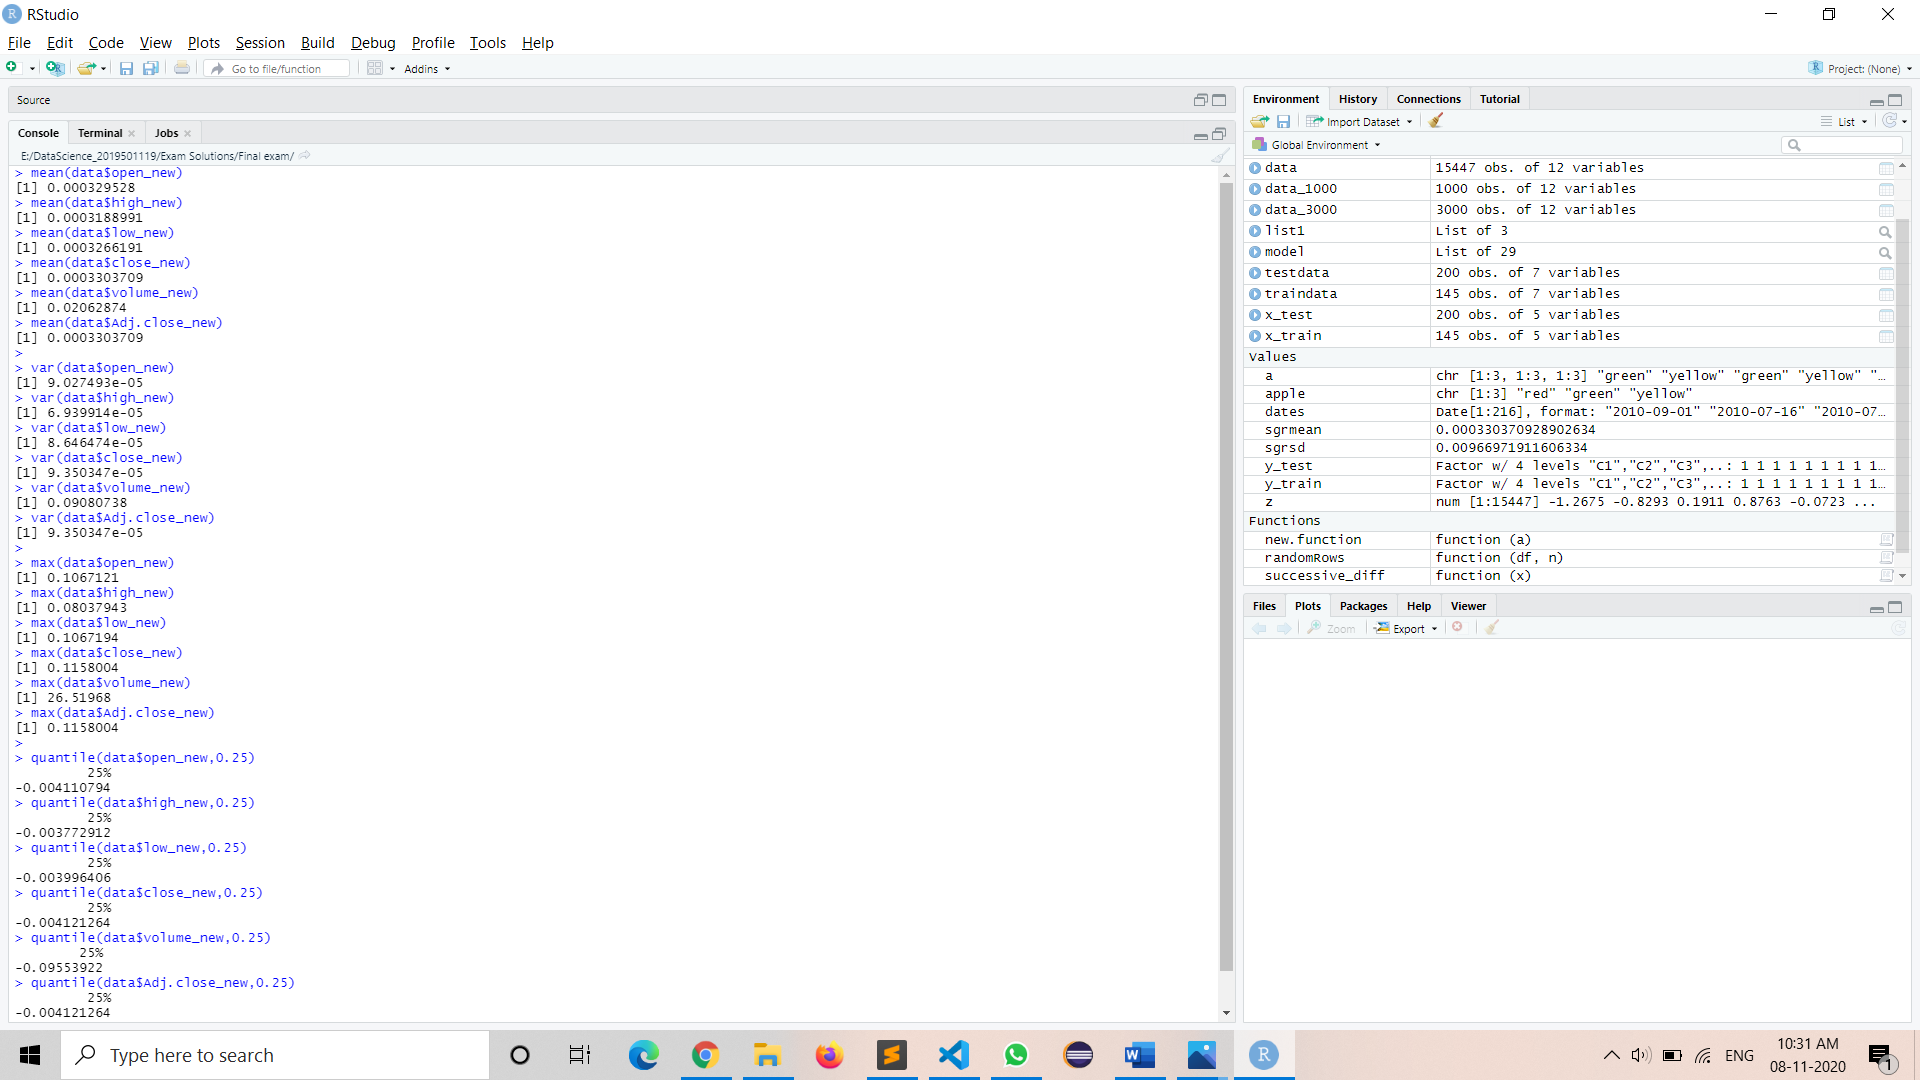 RStudio
File Edit Code View Plots Session Build Debug Profile Tools Help
Go to file/function Addins Project: (None)
Source
Console Terminal Jobs
E:/DataScience_2019501119/Exam Solutions/Final exam/
> mean(data$open_new)
[1] 0.000329528
> mean(data$high_new)
[1] 0.0003188991
> mean(data$low_new)
[1] 0.0003266191
> mean(data$close_new)
[1] 0.0003303709
> mean(data$volume_new)
[1] 0.02062874
> mean(data$Adj.close_new)
[1] 0.0003303709
>
> var(data$open_new)
[1] 9.027493e-05
> var(data$high_new)
[1] 6.939914e-05
> var(data$low_new)
[1] 8.646474e-05
> var(data$close_new)
[1] 9.350347e-05
> var(data$volume_new)
[1] 0.09080738
> var(data$Adj.close_new)
[1] 9.350347e-05
>
> max(data$open_new)
[1] 0.1067121
> max(data$high_new)
[1] 0.08037943
> max(data$low_new)
[1] 0.1067194
> max(data$close_new)
[1] 0.1158004
> max(data$volume_new)
[1] 26.51968
> max(data$Adj.close_new)
[1] 0.1158004
>
> quantile(data$open_new,0.25)
25%
-0.004110794
> quantile(data$high_new,0.25)
25%
-0.003772912
> quantile(data$low_new,0.25)
25%
-0.003996406
> quantile(data$close_new,0.25)
25%
-0.004121264
> quantile(data$volume_new,0.25)
25%
-0.09553922
> quantile(data$Adj.close_new,0.25)
25%
-0.004121264
Environment History Connections Tutorial
Import Dataset List
Global Environment
data 15447 obs. of 12 variables
data_1000 1000 obs. of 12 variables
data_3000 3000 obs. of 12 variables
list1 List of 3
model List of 29
testdata 200 obs. of 7 variables
traindata 145 obs. of 7 variables
x_test 200 obs. of 5 variables
x_train 145 obs. of 5 variables
Values
a chr [1:3, 1:3, 1:3] "green" "yellow" "green" "yellow" "…
apple chr [1:3] "red" "green" "yellow"
dates Date[1:216], format: "2010-09-01" "2010-07-16" "2010-07…
sgrmean 0.000330370928902634
sgrsd 0.00966971911606334
y_test Factor w/ 4 levels "C1","C2","C3",..: 1 1 1 1 1 1 1 1 1…
y_train Factor w/ 4 levels "C1","C2","C3",..: 1 1 1 1 1 1 1 1 1…
z num [1:15447] -1.2675 -0.8293 0.1911 0.8763 -0.0723 ...
Functions
new.function function (a)
randomRows function (df, n)
successive_diff function (x)
Files Plots Packages Help Viewer
Zoom Export
Type here to search
ENG
10:31 AM
08-11-2020
1